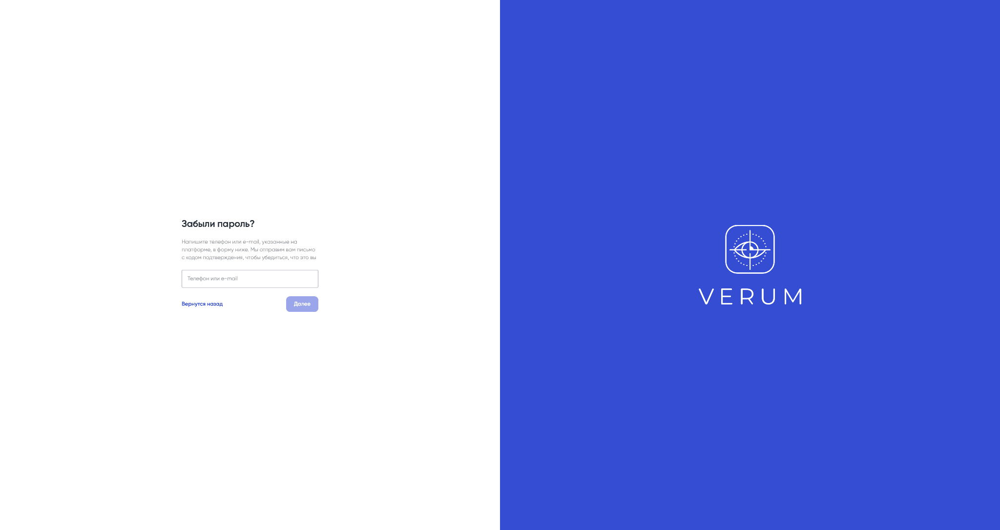 Забыли пароль?
Напишите телефон или e-mail, указанные на
платформе, в форму ниже. Мы отправим вам письмо
с кодом подтверждения, чтобы убедиться, что это вы
Телефон или e-mail
Вернутся назад
Далее
VERUM